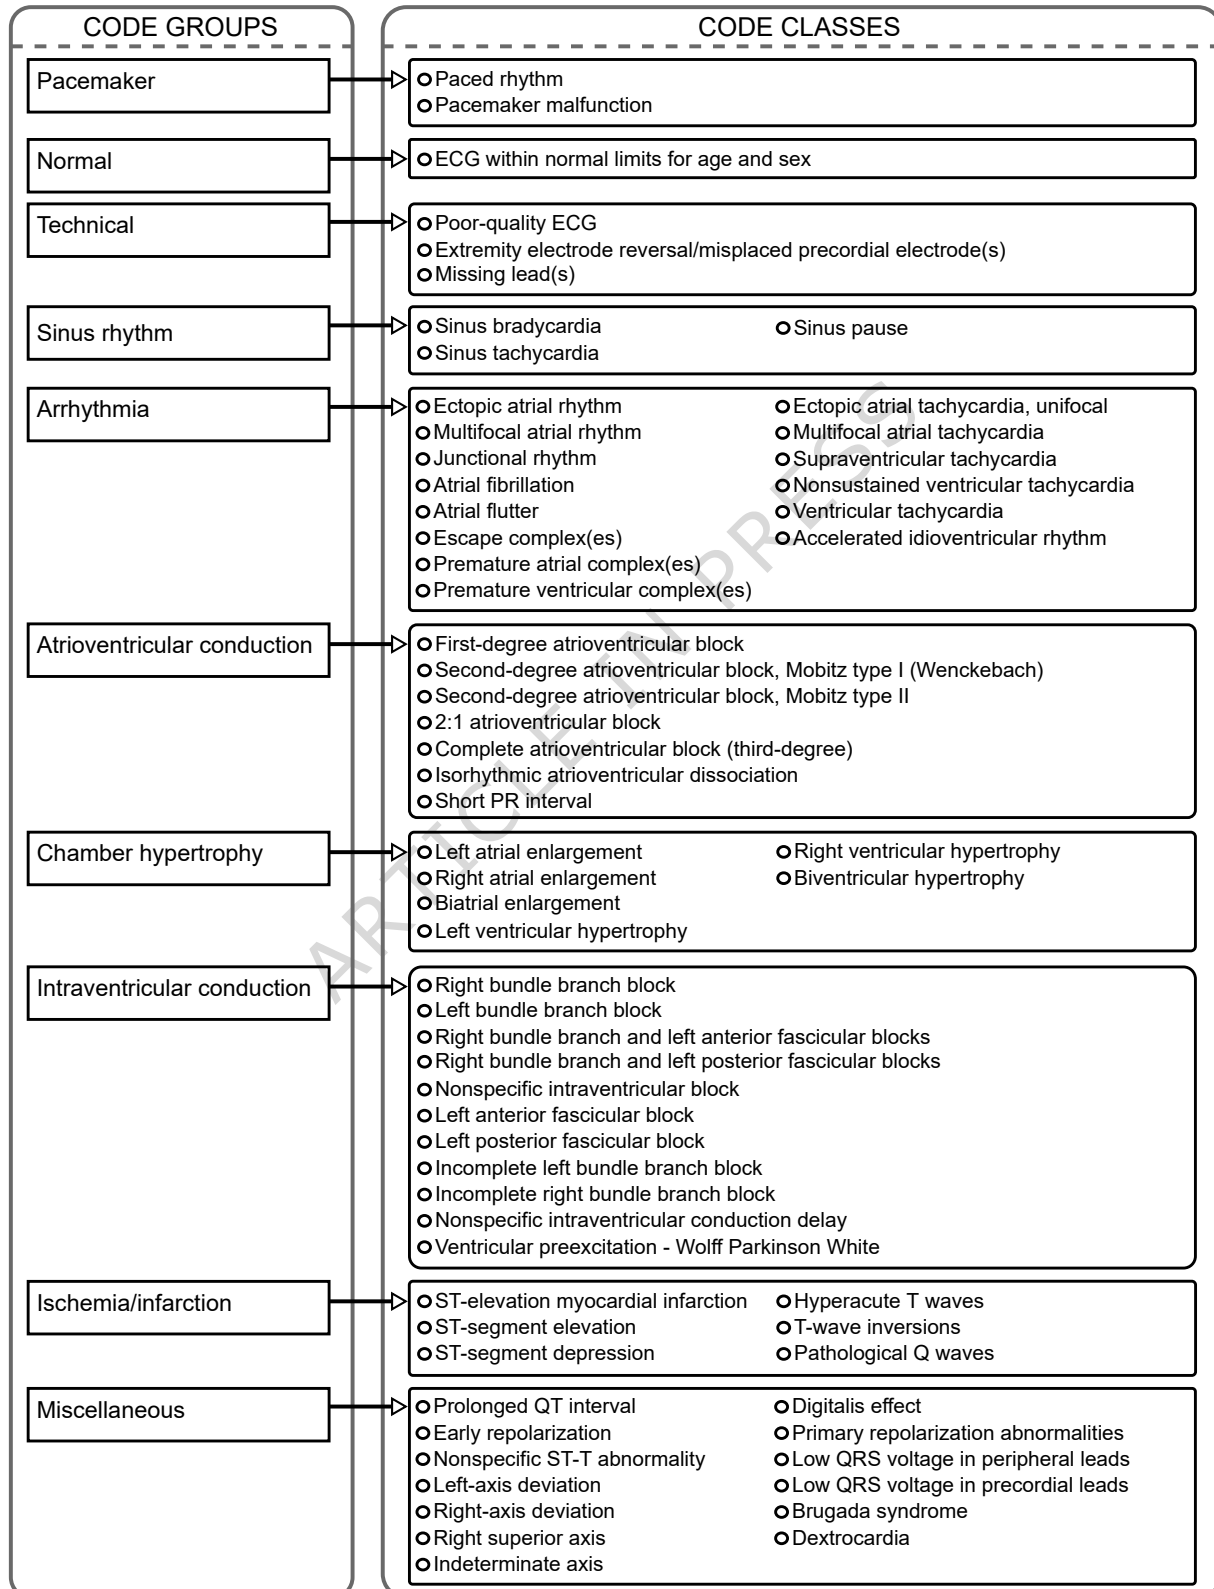 CODE GROUPS
CODE CLASSES
Pacemaker
Paced rhythm
Pacemaker malfunction
Normal
ECG within normal limits for age and sex
Technical
Poor-quality ECG
Extremity electrode reversal/misplaced precordial electrode(s)
Missing lead(s)
Sinus rhythm
Sinus bradycardia
Sinus tachycardia
Sinus pause
Arrhythmia
Ectopic atrial rhythm
Multifocal atrial rhythm
Junctional rhythm
Atrial fibrillation
Atrial flutter
Escape complex(es)
Premature atrial complex(es)
Premature ventricular complex(es)
Ectopic atrial tachycardia, unifocal
Multifocal atrial tachycardia
Supraventricular tachycardia
Nonsustained ventricular tachycardia
Ventricular tachycardia
Accelerated idioventricular rhythm
Atrioventricular conduction
First-degree atrioventricular block
Second-degree atrioventricular block, Mobitz type I (Wenckebach)
Second-degree atrioventricular block, Mobitz type II
2:1 atrioventricular block
Complete atrioventricular block (third-degree)
Isorhythmic atrioventricular dissociation
Short PR interval
Chamber hypertrophy
Left atrial enlargement
Right atrial enlargement
Biatrial enlargement
Left ventricular hypertrophy
Right ventricular hypertrophy
Biventricular hypertrophy
Intraventricular conduction
Right bundle branch block
Left bundle branch block
Right bundle branch and left anterior fascicular blocks
Right bundle branch and left posterior fascicular blocks
Nonspecific intraventricular block
Left anterior fascicular block
Left posterior fascicular block
Incomplete left bundle branch block
Incomplete right bundle branch block
Nonspecific intraventricular conduction delay
Ventricular preexcitation - Wolff Parkinson White
Ischemia/infarction
ST-elevation myocardial infarction
ST-segment elevation
ST-segment depression
Hyperacute T waves
T-wave inversions
Pathological Q waves
Miscellaneous
Prolonged QT interval
Early repolarization
Nonspecific ST-T abnormality
Left-axis deviation
Right-axis deviation
Right superior axis
Indeterminate axis
Digitalis effect
Primary repolarization abnormalities
Low QRS voltage in peripheral leads
Low QRS voltage in precordial leads
Brugada syndrome
Dextrocardia
ARTICLE IN PRESS